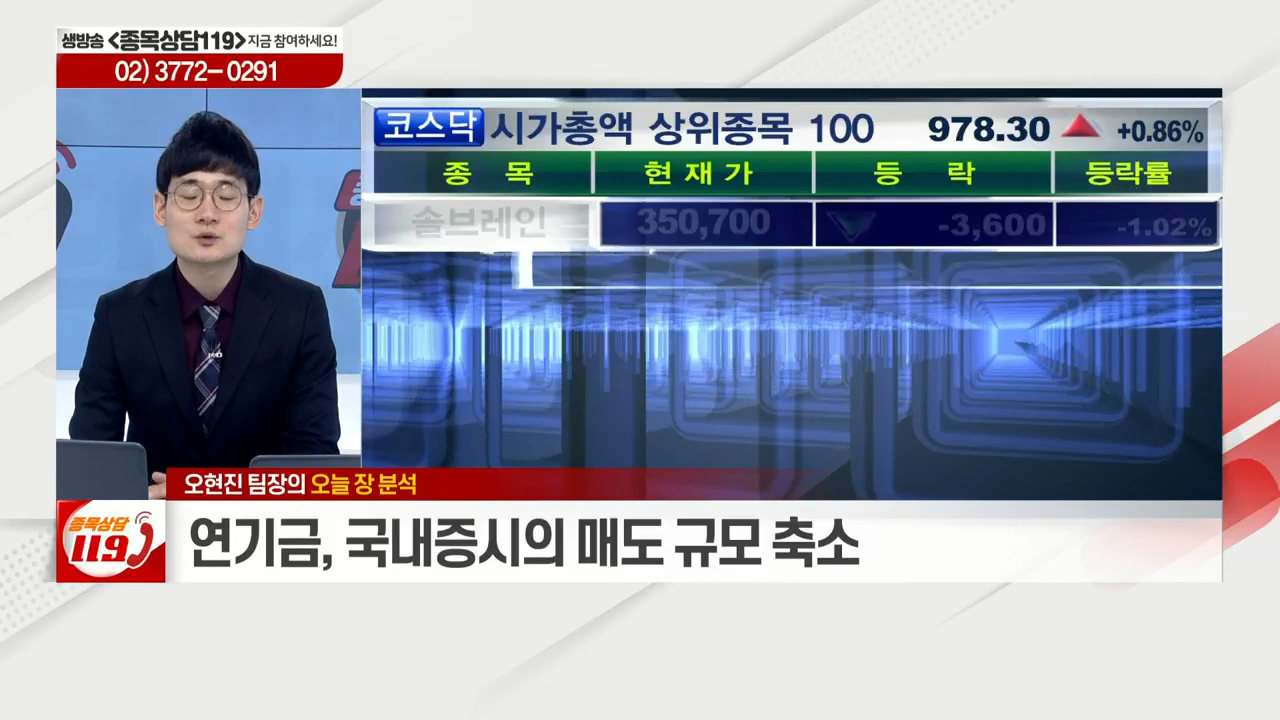 생방송 <종목상담119> 지금 참여하세요!
02) 3772-0291
코스닥 시가총액 상위종목 100 978.30 ▲ +0.86%
종목 현재가 등락 등락률
솔브레인 350,700 ▼ -3,600 -1.02%
오현진 팀장의 오늘 장 분석
종목상담
119
연기금, 국내증시의 매도 규모 축소